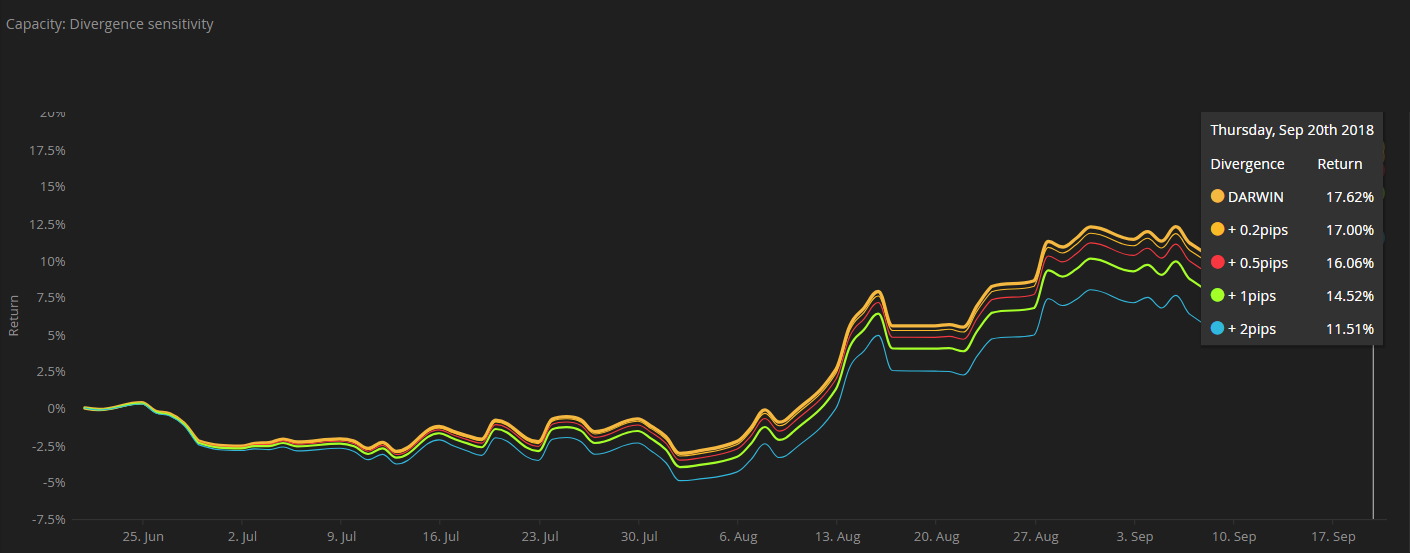 Capacity: Divergence sensitivity
20%
17.5%
15%
12.5%
10%
7.5%
5%
2.5%
0%
-2.5%
-5%
-7.5%
Return
Thursday, Sep 20th 2018
Divergence Return
DARWIN 17.62%
+ 0.2pips 17.00%
+ 0.5pips 16.06%
+ 1pips 14.52%
+ 2pips 11.51%
25. Jun 2. Jul 9. Jul 16. Jul 23. Jul 30. Jul 6. Aug 13. Aug 20. Aug 27. Aug 3. Sep 10. Sep 17. Sep